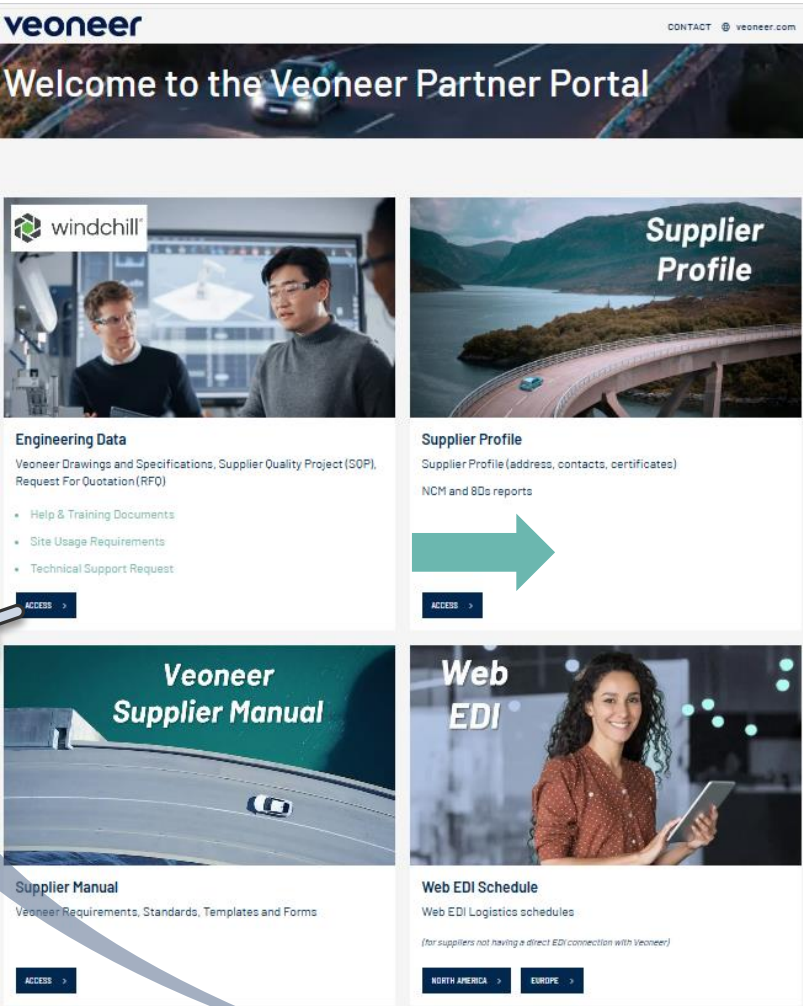 veoneer
CONTACT veoneer.com
Welcome to the Veoneer Partner Portal
windchill®
Engineering Data
Veoneer Drawings and Specifications, Supplier Quality Project (SQP),
Request For Quotation (RFQ)
• Help & Training Documents
• Site Usage Requirements
• Technical Support Request
ACCESS >
Supplier
Profile
Supplier Profile
Supplier Profile (address, contacts, certificates)
NCM and 8Ds reports
ACCESS >
Veoneer
Supplier Manual
Supplier Manual
Veoneer Requirements, Standards, Templates and Forms
ACCESS >
Web
EDI
Web EDI Schedule
Web EDI Logistics schedules
(for suppliers not having a direct EDI connection with Veoneer)
NORTH AMERICA >
EUROPE >